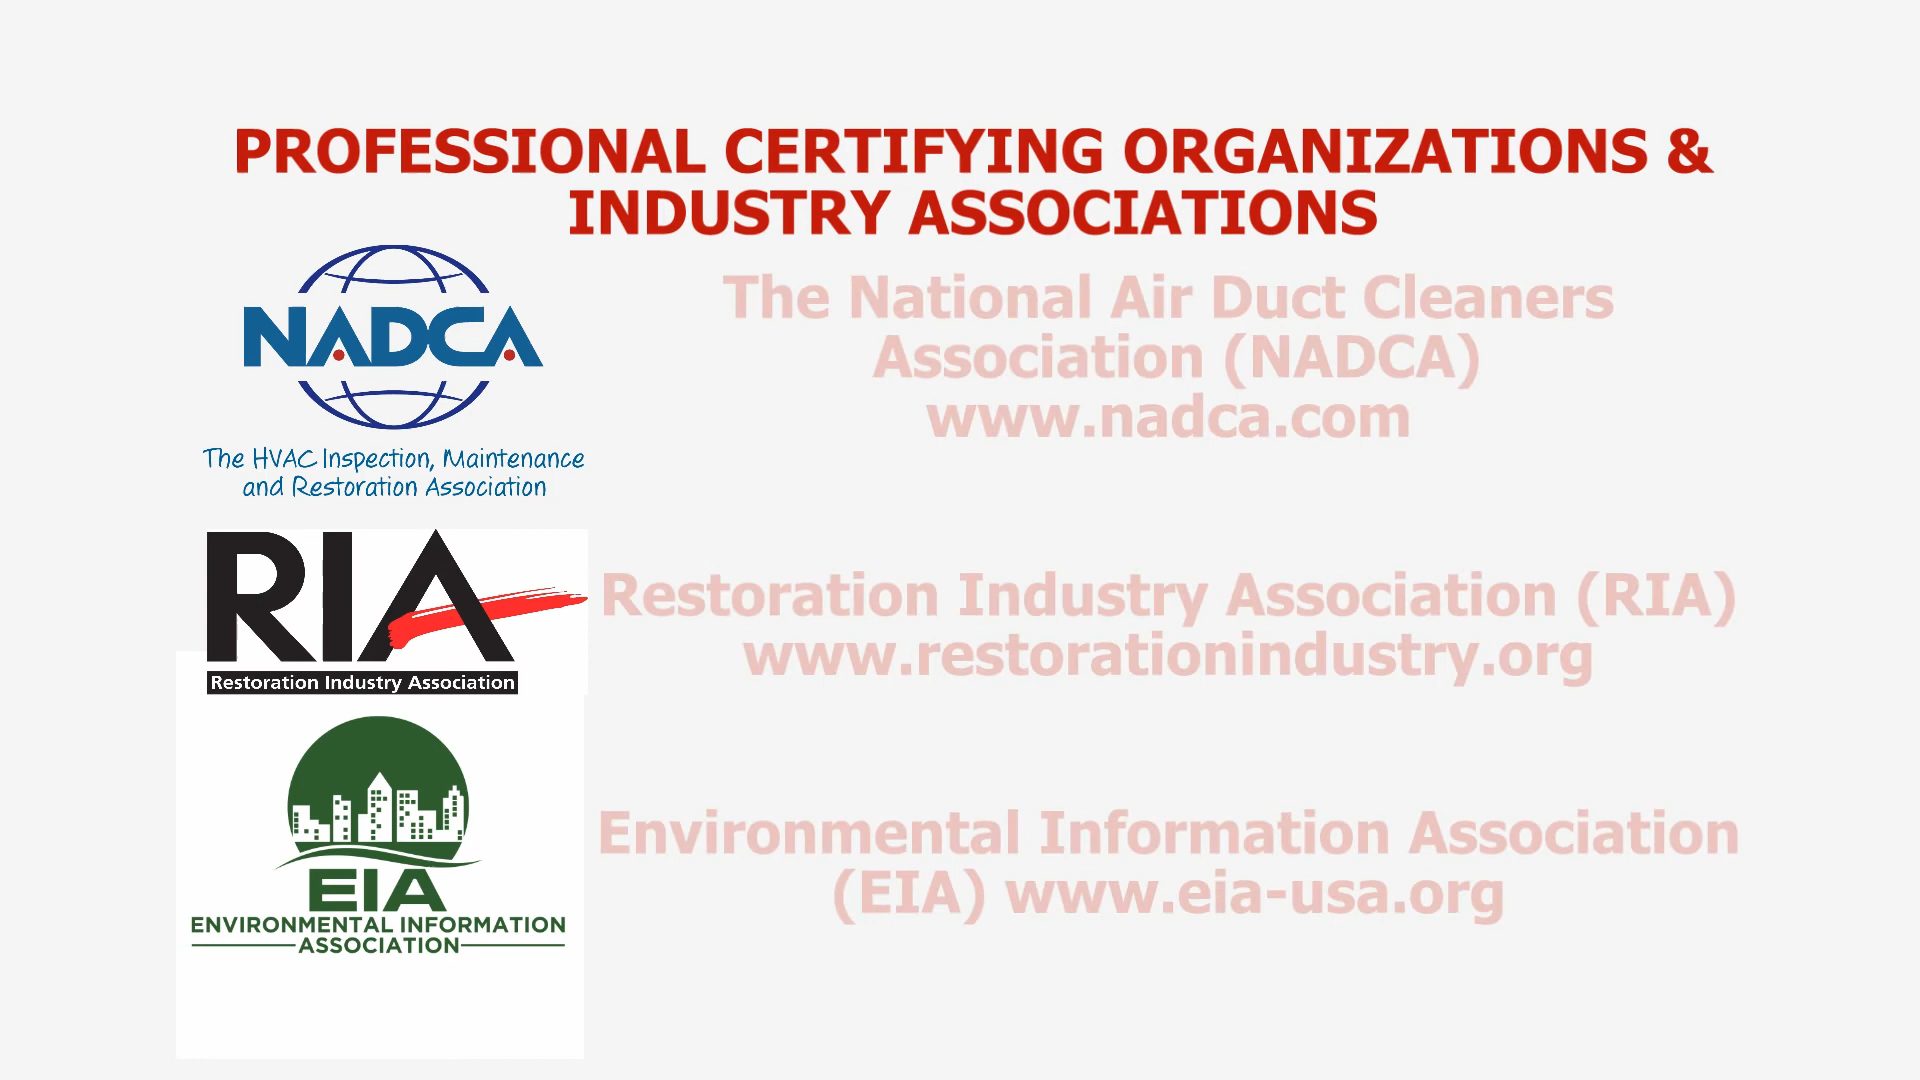 PROFESSIONAL CERTIFYING ORGANIZATIONS &
INDUSTRY ASSOCIATIONS
NADCA
The HVAC Inspection, Maintenance
and Restoration Association
The National Air Duct Cleaners
Association (NADCA)
www.nadca.com
RIA
Restoration Industry Association
Restoration Industry Association (RIA)
www.restorationindustry.org
EIA
ENVIRONMENTAL INFORMATION
ASSOCIATION
Environmental Information Association
(EIA) www.eia-usa.org